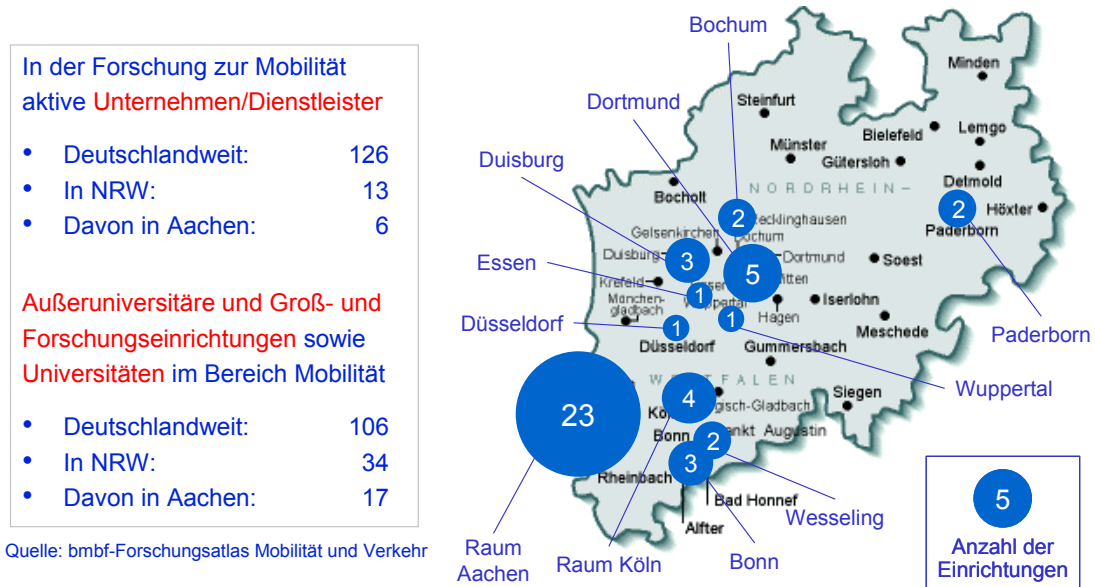 In der Forschung zur Mobilität
aktive Unternehmen/Dienstleister
• Deutschlandweit: 126
• In NRW: 13
• Davon in Aachen: 6
Außeruniversitäre und Groß- und
Forschungseinrichtungen sowie
Universitäten im Bereich Mobilität
• Deutschlandweit: 106
• In NRW: 34
• Davon in Aachen: 17
Quelle: bmbf-Forschungsatlas Mobilität und Verkehr
Bochum
Dortmund
Duisburg
Essen
Düsseldorf
Raum
Aachen
Raum Köln
Bonn
Wesseling
Wuppertal
Paderborn
Minden
Steinfurt
Bielefeld
Lemgo
Münster
Gütersloh
Detmold
Bocholt
NORDRHEIN-
Höxter
2
2
Recklinghausen
Paderborn
Gelsenkirchen
Bochum
Duisburg
3
5
Dortmund
Soest
Krefeld
Witten
1
Mönchen-
gladbach
Wuppertal
Hagen
Iserlohn
1
1
Meschede
Düsseldorf
Gummersbach
WESTFALEN
Siegen
23
4
Bonn
2
3
Rheinbach
Bad Honnef
Alfter
5
Anzahl der
Einrichtungen